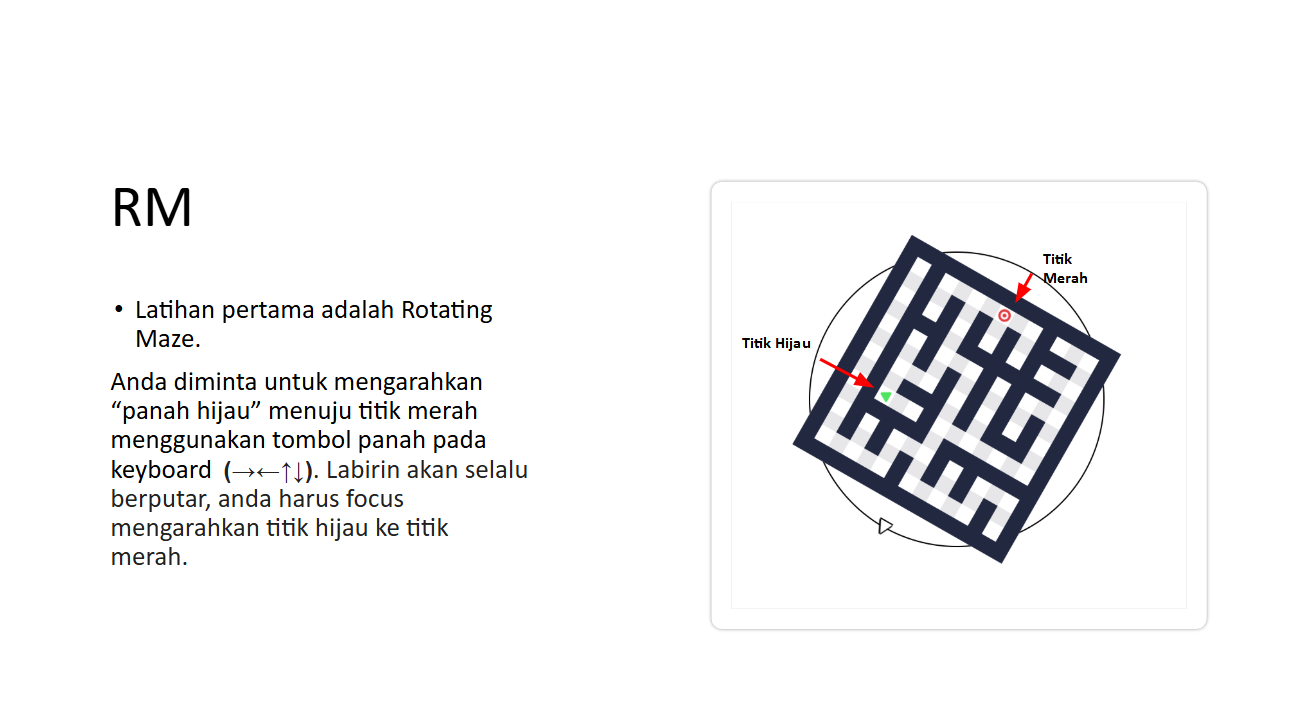 RM
• Latihan pertama adalah Rotating
Maze.
Anda diminta untuk mengarahkan
“panah hijau” menuju titik merah
menggunakan tombol panah pada
keyboard (→←↑↓). Labirin akan selalu
berputar, anda harus focus
mengarahkan titik hijau ke titik
merah.
Titik
Merah
Titik Hijau